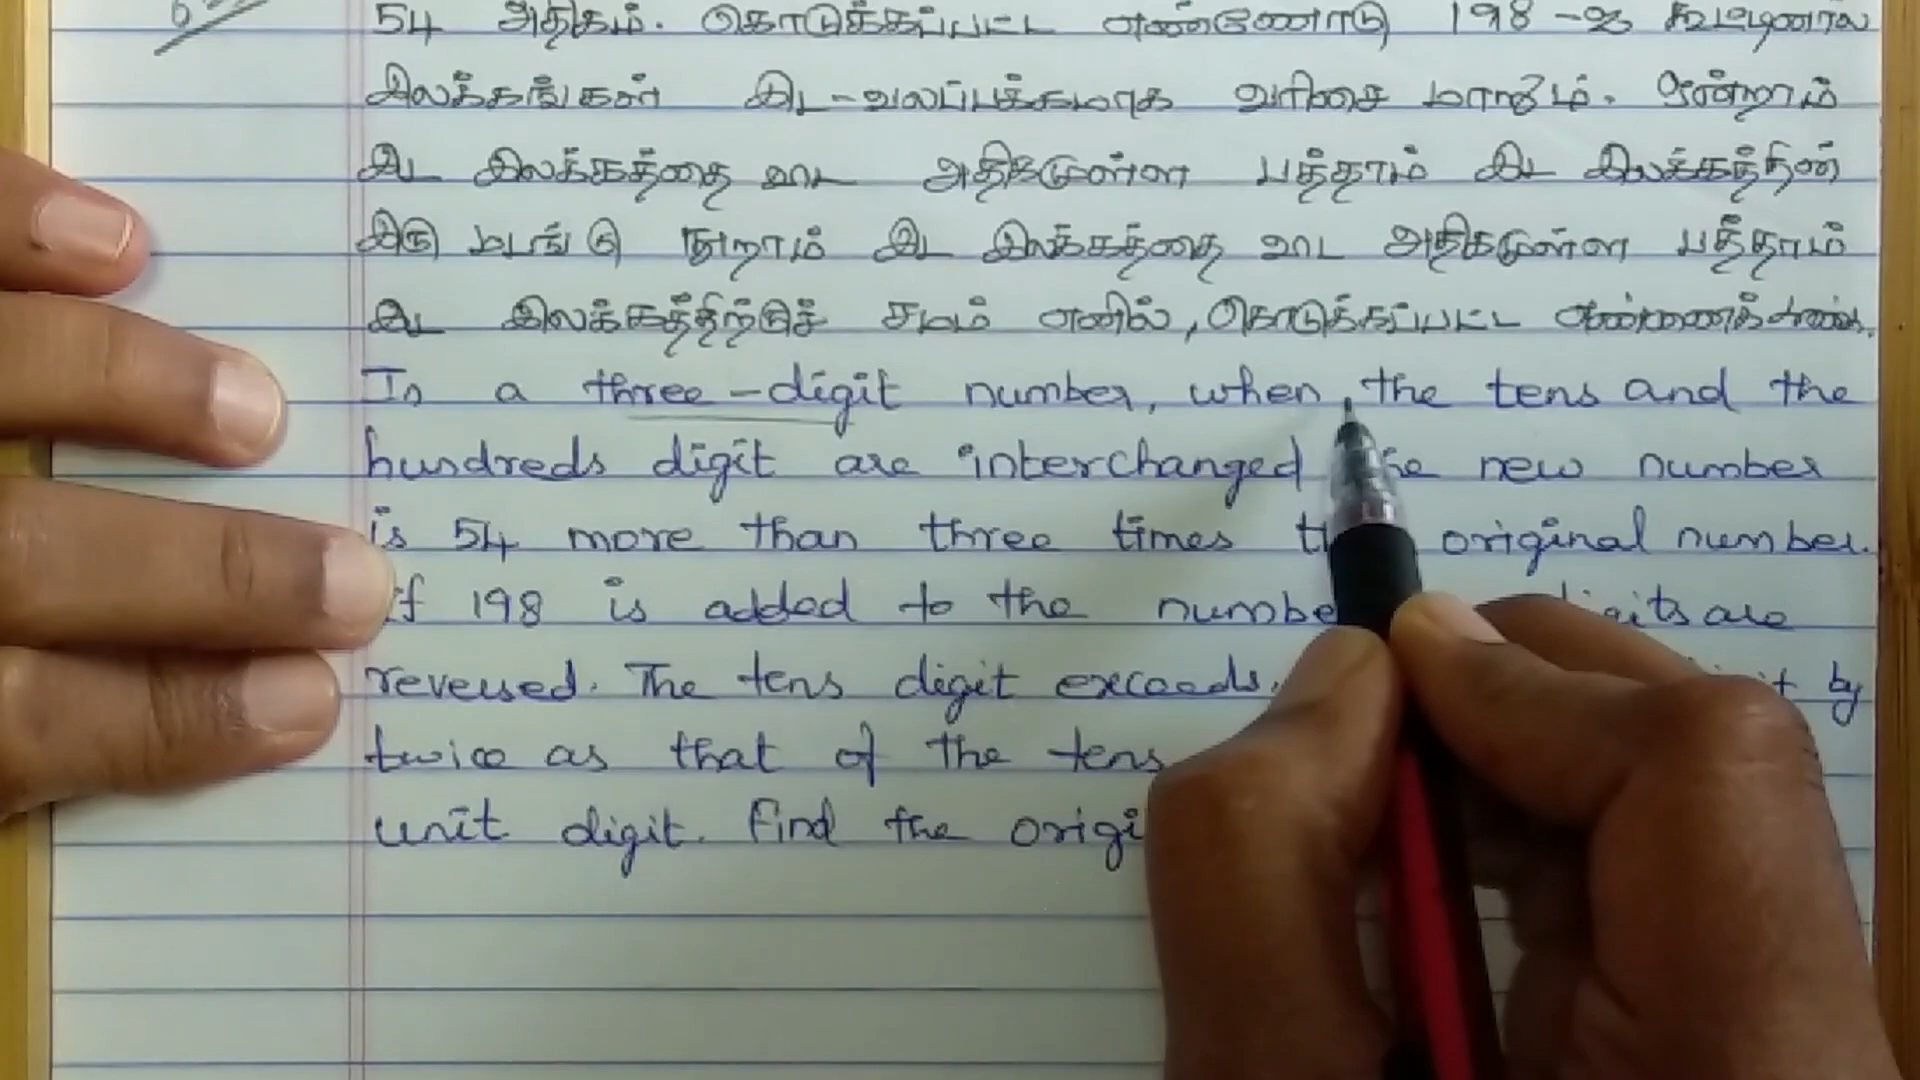 54 அதிகம். கொடுக்கப்பட்ட எண்ணோடு 198-ஐ கூட்டினால்
இலக்கங்கள் இட-வலப்பக்கமாக வரிசை மாறும். ஒன்றாம்
இட இலக்கத்தை விட அதிகமுள்ள பத்தாம் இட இலக்கத்தின்
இரு மடங்கு நூறாம் இட இலக்கத்தை விட அதிகமுள்ள பத்தாம்
இட இலக்கத்திற்குச் சமம் எனில், கொடுக்கப்பட்ட
In a three-digit number, when the tens and the
hundreds digit are interchanged the new number
is 54 more than three times original number.
If 198 is added to the are
reversed. The tens digit exceeds by
twice as that of the tens
unit digit. Find the